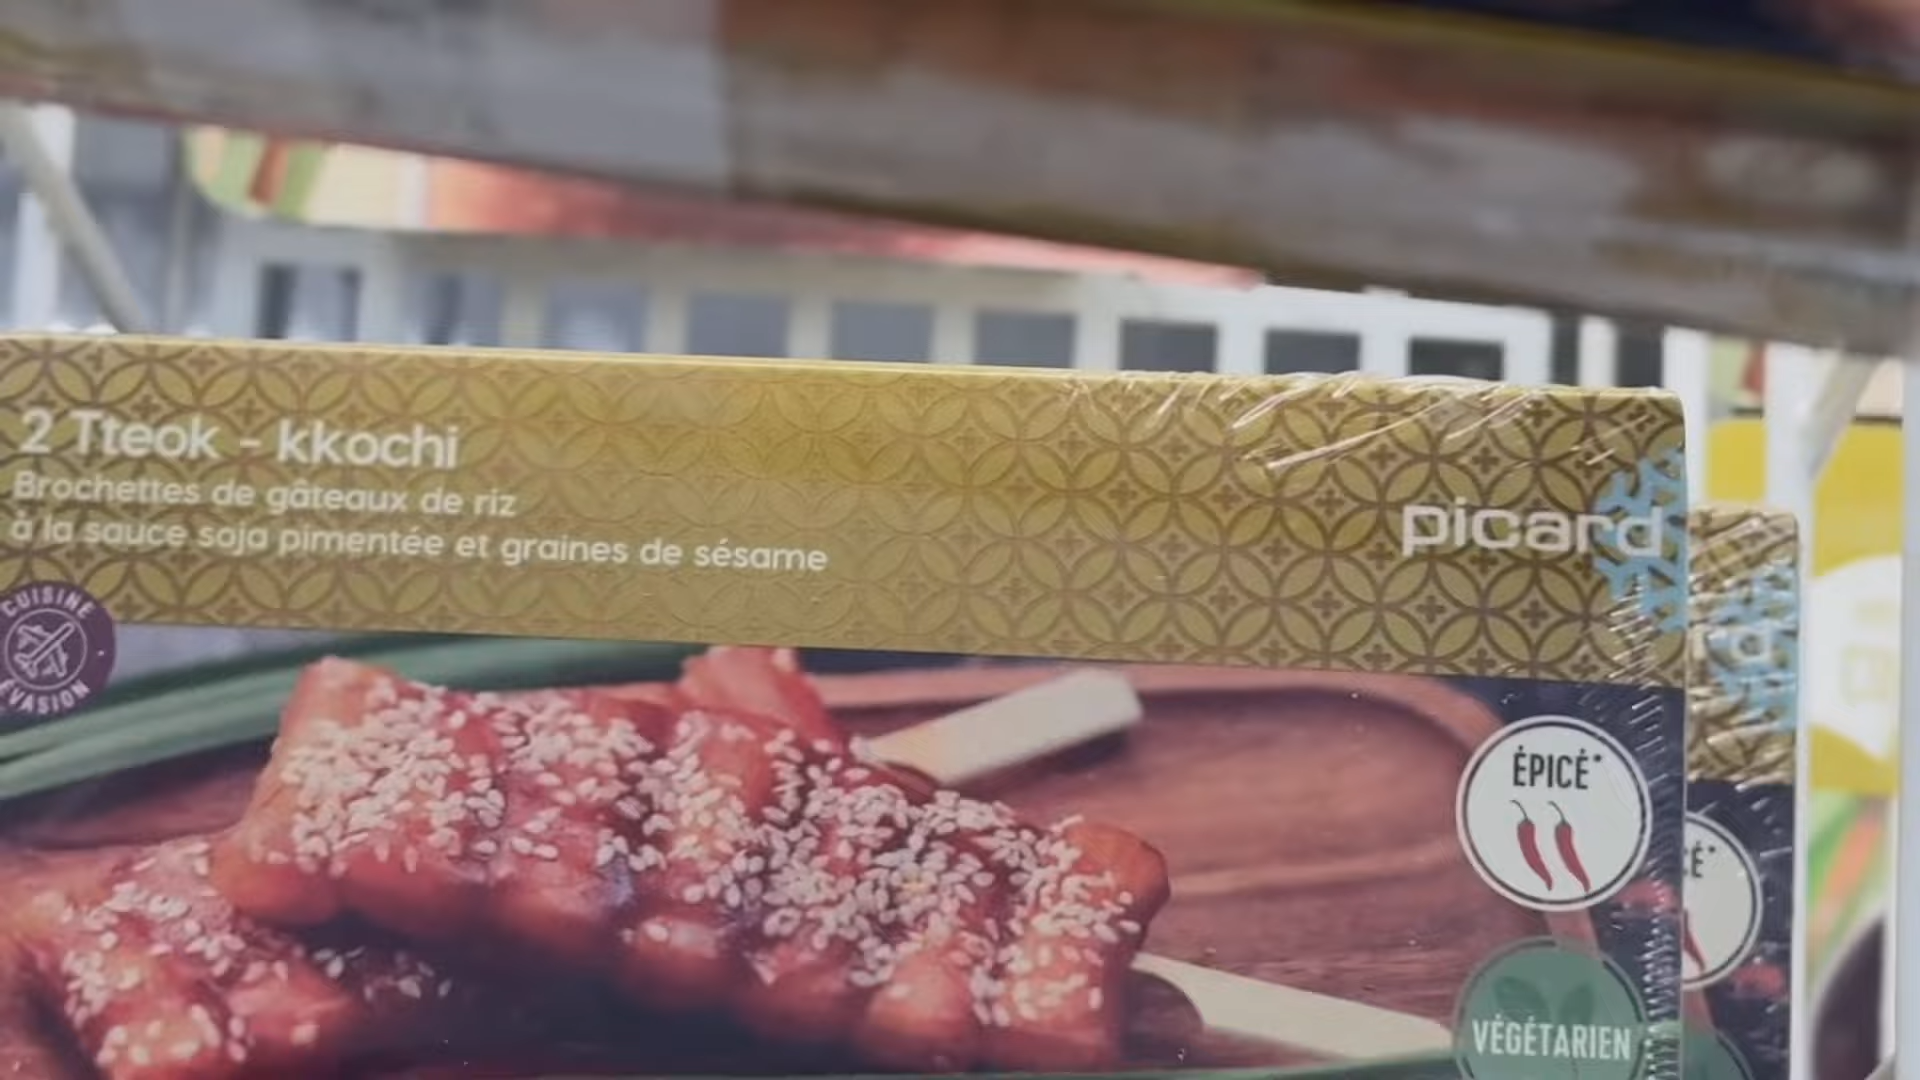 2 Tteok - kkochi
Brochettes de gâteaux de riz
à la sauce soja pimentée et graines de sésame
picard
CUISINE
ÉVASION
ÉPICÉ*
CÉ*
VÉGÉTARIEN